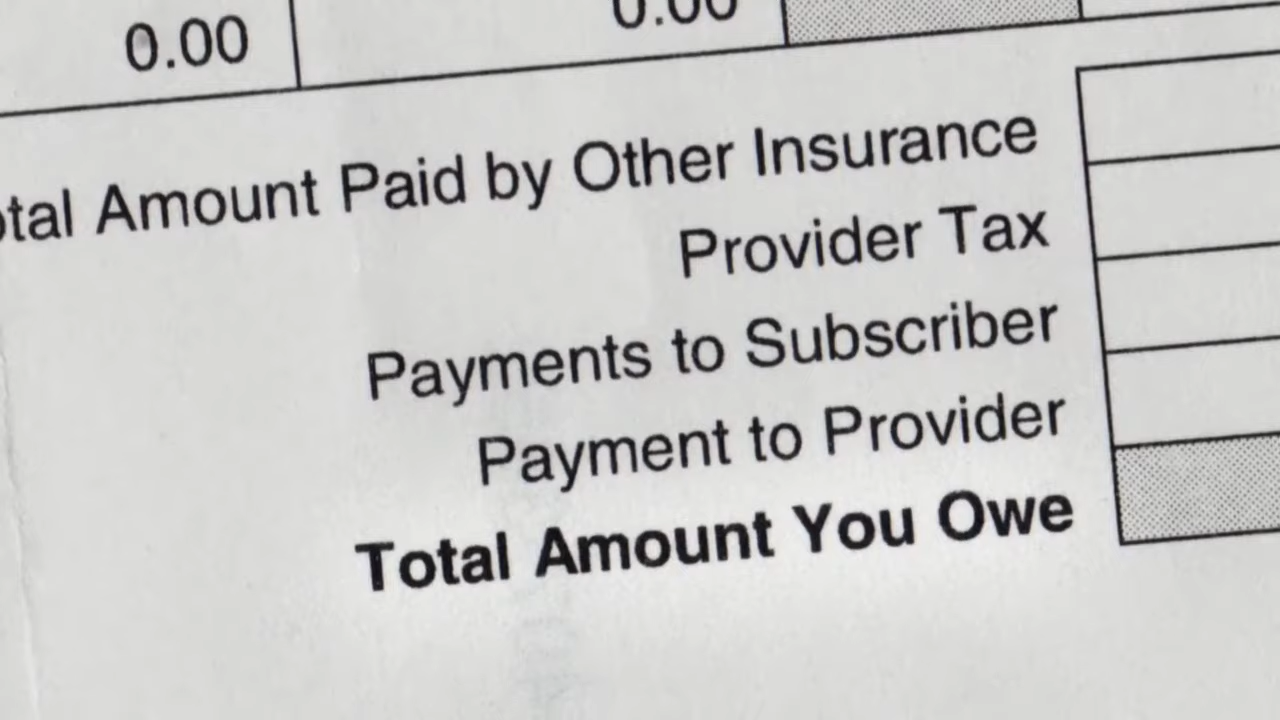 0.00 0.00
Amount Paid by Other Insurance
Provider Tax
Payments to Subscriber
Payment to Provider
Total Amount You Owe